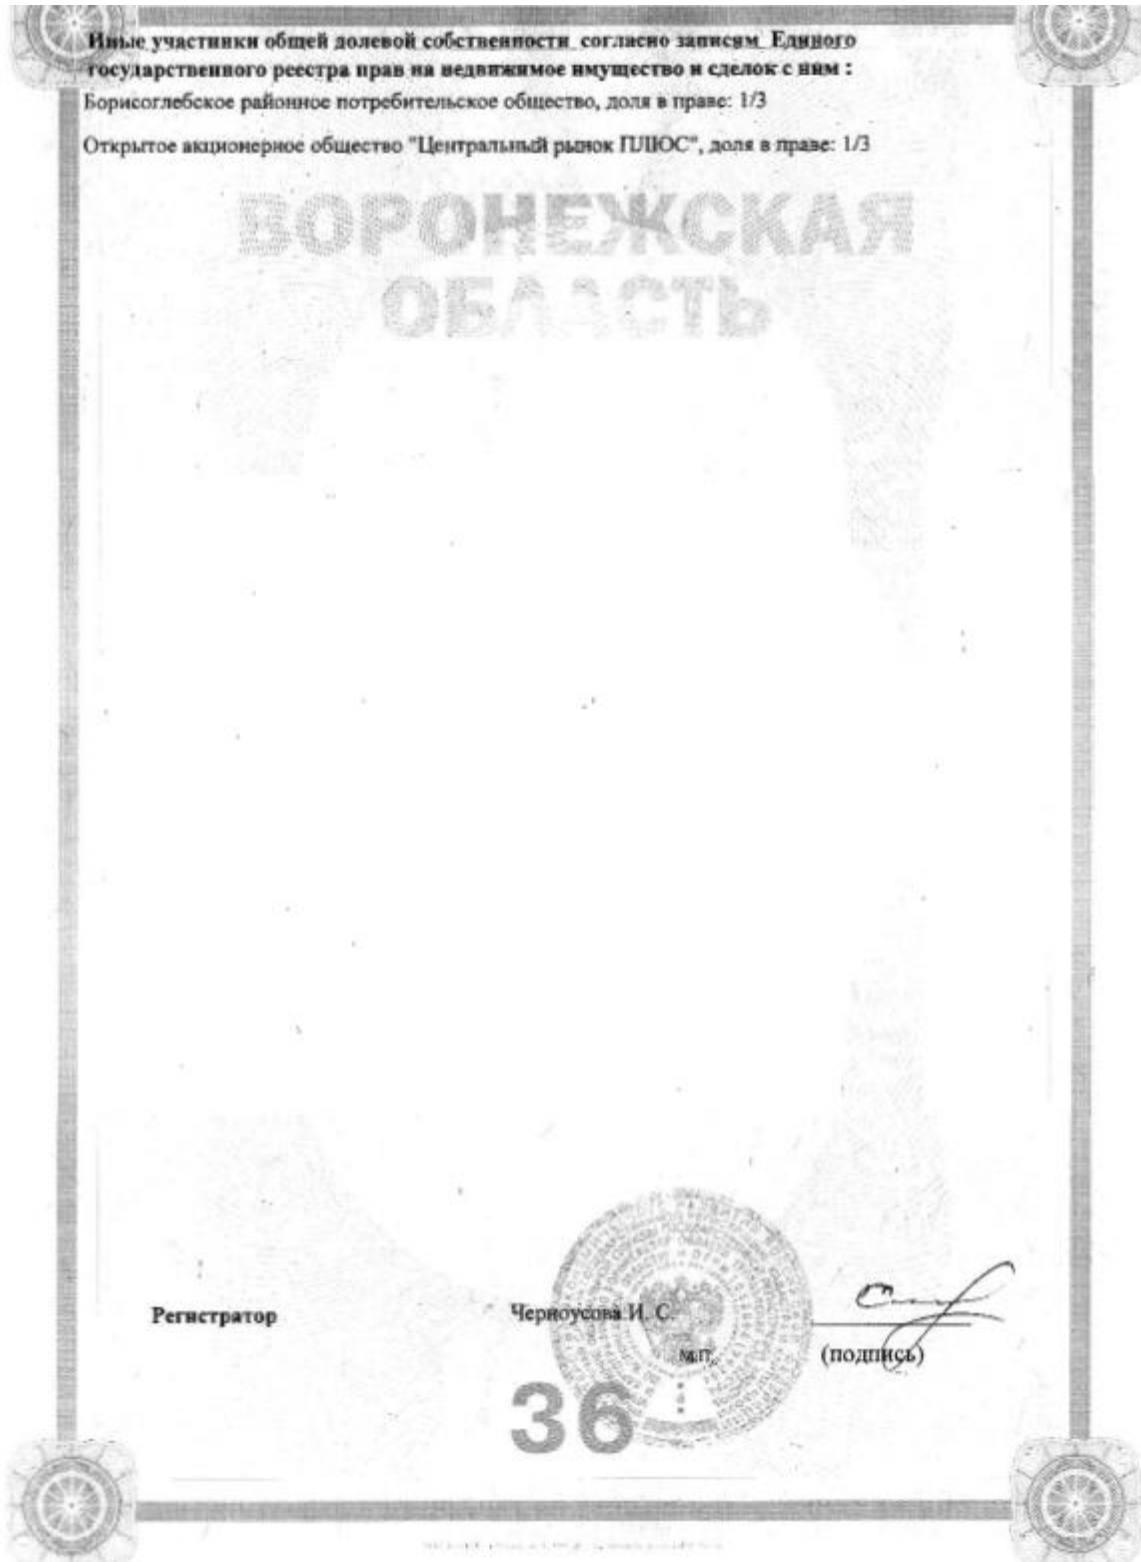 Иные участники общей долевой собственности согласно записям Единого
государственного реестра прав на недвижимое имущество и сделок с ним :
Борисоглебское районное потребительское общество, доля в праве: 1/3
Открытое акционерное общество "Центральный рынок ПЛЮС", доля в праве: 1/3
ВОРОНЕЖСКАЯ
ОБЛАСТЬ
Регистратор
Черноусова И. С.
М.П.
(подпись)
36